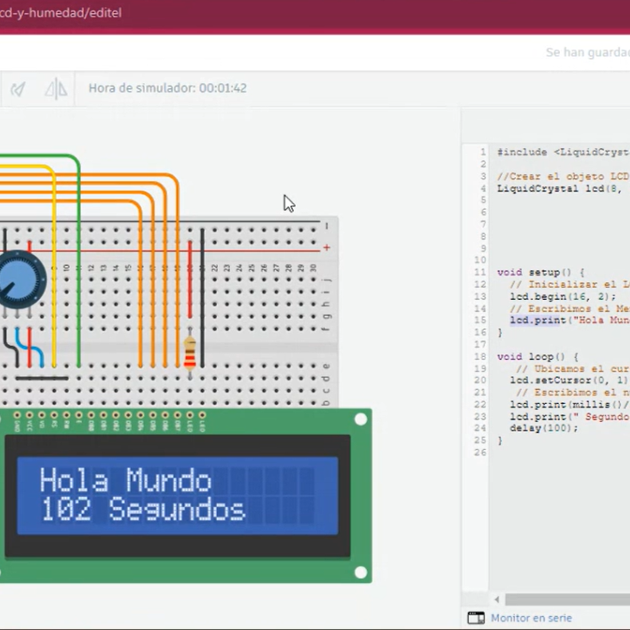 cd-y-humedad/editel
Se han guarda
Hora de simulador: 00:01:42
1 #include <LiquidCryst
2
3 //Crear el objeto LCD
4 LiquidCrystal lcd(8,
5
6
7
8
9
10
11 void setup() {
12 // Inicializar el L
13 lcd.begin(16, 2);
14 // Escribimos el Me
15 lcd.print("Hola Mun
16 }
17
18 void loop() {
19 // Ubicamos el cur
20 lcd.setCursor(0, 1)
21 // Escribimos el n
22 lcd.print(millis()/
23 lcd.print(" Segundo
24 delay(100);
25 }
26
Hola Mundo
102 Segundos
Monitor en serie